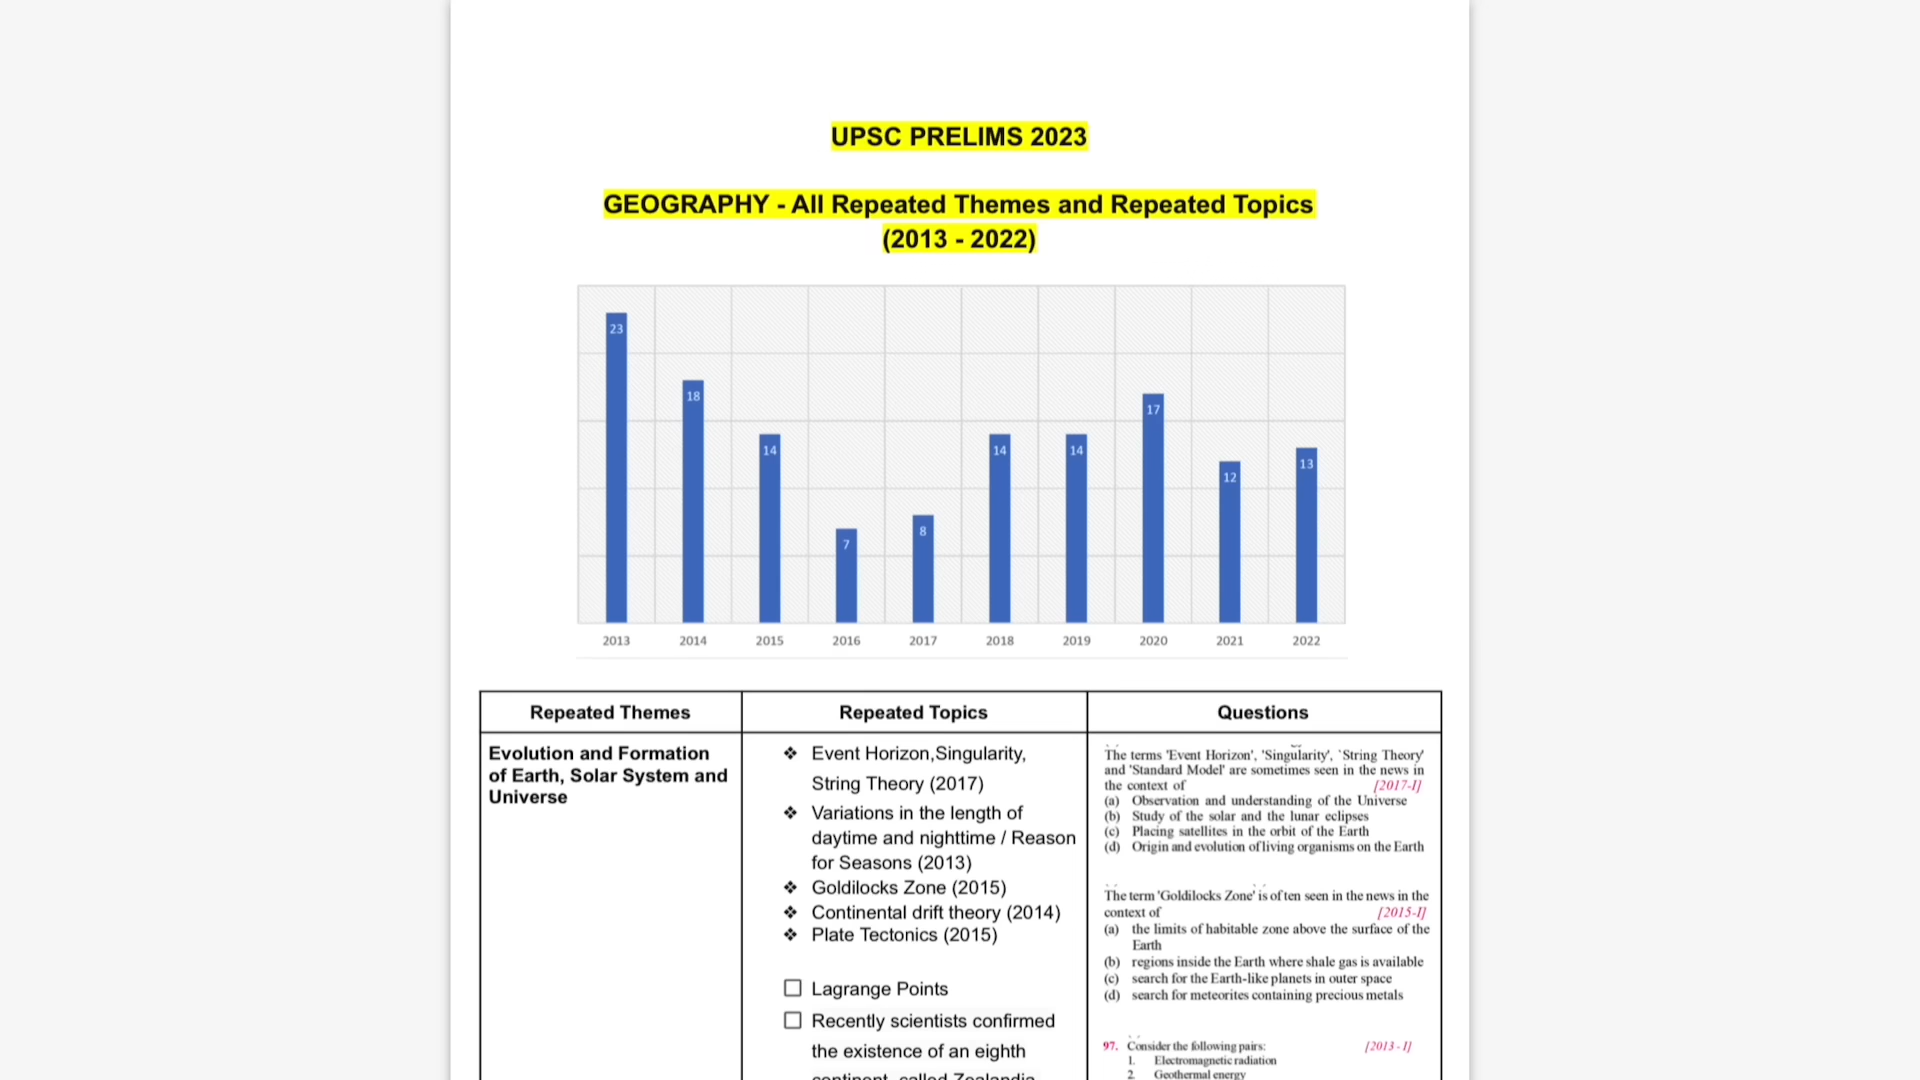 UPSC PRELIMS 2023
GEOGRAPHY - All Repeated Themes and Repeated Topics
(2013 - 2022)
23
18
14
7
8
14
14
17
12
13
2013 2014 2015 2016 2017 2018 2019 2020 2021 2022
Repeated Themes
Repeated Topics
Questions
Evolution and Formation
of Earth, Solar System and
Universe
❖ Event Horizon,Singularity,
String Theory (2017)
❖ Variations in the length of
daytime and nighttime / Reason
for Seasons (2013)
❖ Goldilocks Zone (2015)
❖ Continental drift theory (2014)
❖ Plate Tectonics (2015)
☐ Lagrange Points
☐ Recently scientists confirmed
the existence of an eighth
continent, called Zealandia
The terms 'Event Horizon', 'Singularity', `String Theory'
and 'Standard Model' are sometimes seen in the news in
the context of [2017-I]
(a) Observation and understanding of the Universe
(b) Study of the solar and the lunar eclipses
(c) Placing satellites in the orbit of the Earth
(d) Origin and evolution of living organisms on the Earth
The term 'Goldilocks Zone' is often seen in the news in the
context of [2015-I]
(a) the limits of habitable zone above the surface of the
Earth
(b) regions inside the Earth where shale gas is available
(c) search for the Earth-like planets in outer space
(d) search for meteorites containing precious metals
97. Consider the following pairs: [2013 - I]
1. Electromagnetic radiation
2. Geothermal energy